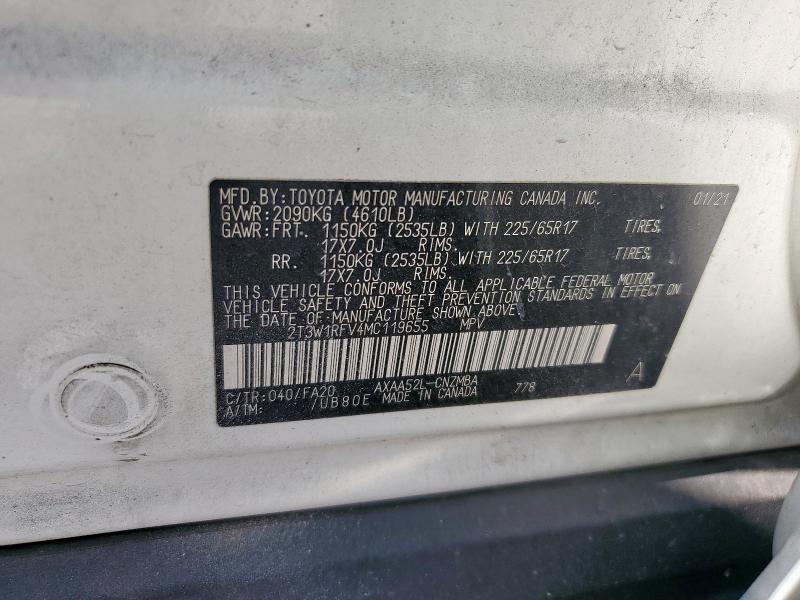 MFD.BY:TOYOTA MOTOR MANUFACTURING CANADA INC. 01/21
GVWR:2090KG (4610LB)
GAWR:FRT. 1150KG (2535LB) WITH 225/65R17 TIRES,
17X7.0J RIMS.
RR. 1150KG (2535LB) WITH 225/65R17 TIRES,
17X7.0J RIMS.
THIS VEHICLE CONFORMS TO ALL APPLICABLE FEDERAL MOTOR
VEHICLE SAFETY AND THEFT PREVENTION STANDARDS IN EFFECT ON
THE DATE OF MANUFACTURE SHOWN ABOVE.
2T3W1RFV4MC119655 MPV
C/TR:040/FA20 AXAA52L-CNZMBA 778 A
A/TM: /UB80E MADE IN CANADA